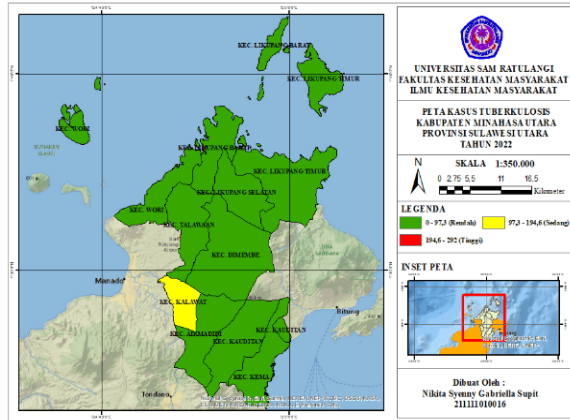 KEC. LIKUPANG BARAT
KEC. LIKUPANG TIMUR
KEC. WORI
KEC. LIKUPANG BARAT
KEC. LIKUPANG TIMUR
KEC. LIKUPANG SELATAN
KEC. WORI
KEC. TALAWAAN
KEC. DIMEMBE
Manado
KEC. KALAWAT
Bitung
KEC. AIRMADIDI
KEC. KAUDITAN
KEC. KAUDITAN
KEC. KEMA
Tondano
UNIVERSITAS SAM RATULANGI
FAKULTAS KESEHATAN MASYARAKAT
ILMU KESEHATAN MASYARAKAT
PETA KASUS TUBERKULOSIS
KABUPATEN MINAHASA UTARA
PROVINSI SULAWESI UTARA
TAHUN 2022
N
SKALA 1:350.000
0 2,75 5,5 11 16,5
Kilometer
LEGENDA
0 - 97,3 (Rendah)
97,3 - 194,6 (Sedang)
194,6 - 292 (Tinggi)
INSET PETA
Dibuat Oleh :
Nikita Syenny Gabriella Supit
211111010016